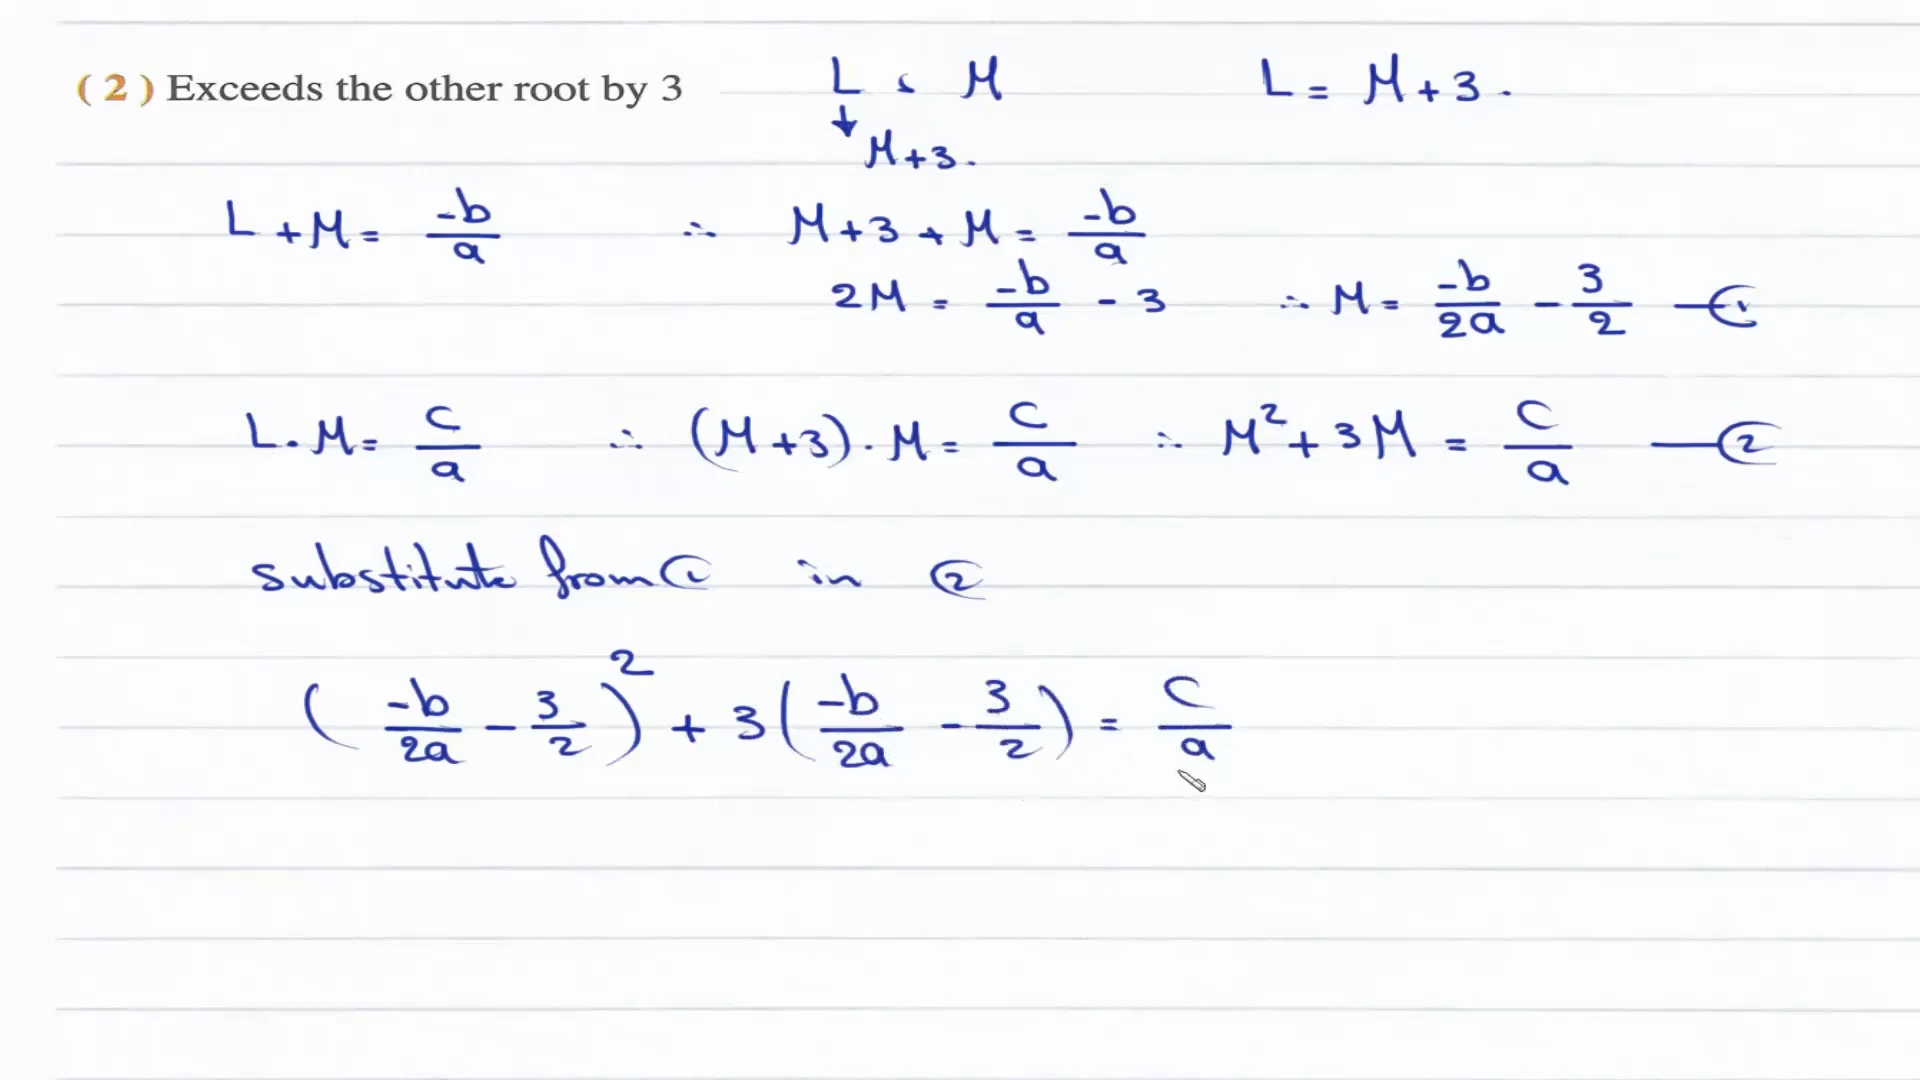 ( 2 ) Exceeds the other root by 3 L , M L = M + 3 .
M + 3 .
L + M = -b/a ∴ M + 3 + M = -b/a
2M = -b/a - 3 ∴ M = -b/2a - 3/2 — ①
L . M = c/a ∴ (M + 3) . M = c/a ∴ M² + 3M = c/a — ②
substitute from ① in ②
( -b/2a - 3/2 )² + 3 ( -b/2a - 3/2 ) = c/a